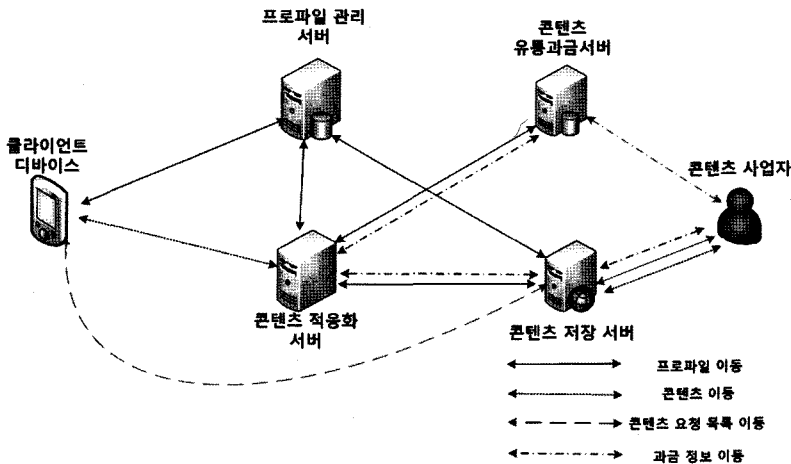 프로파일 관리
서버
콘텐츠
유통과금서버
클라이언트
디바이스
콘텐츠 사업자
콘텐츠 적응화
서버
콘텐츠 저장 서버
프로파일 이동
콘텐츠 이동
콘텐츠 요청 목록 이동
과금 정보 이동